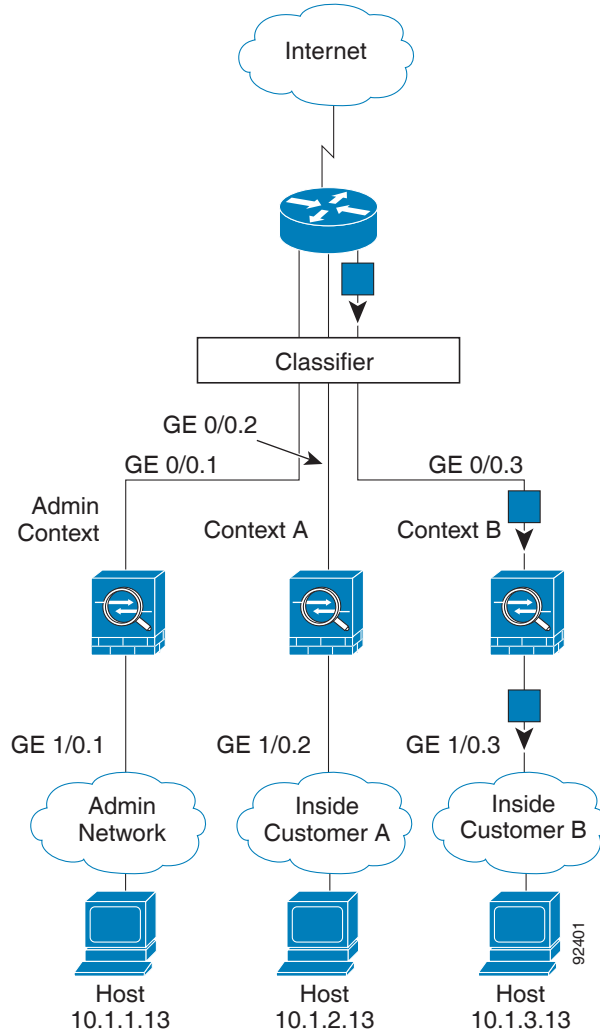 Internet
Classifier
GE 0/0.2
GE 0/0.1
GE 0/0.3
Admin
Context
Context A
Context B
GE 1/0.1
GE 1/0.2
GE 1/0.3
Admin
Network
Inside
Customer A
Inside
Customer B
92401
Host
10.1.1.13
Host
10.1.2.13
Host
10.1.3.13